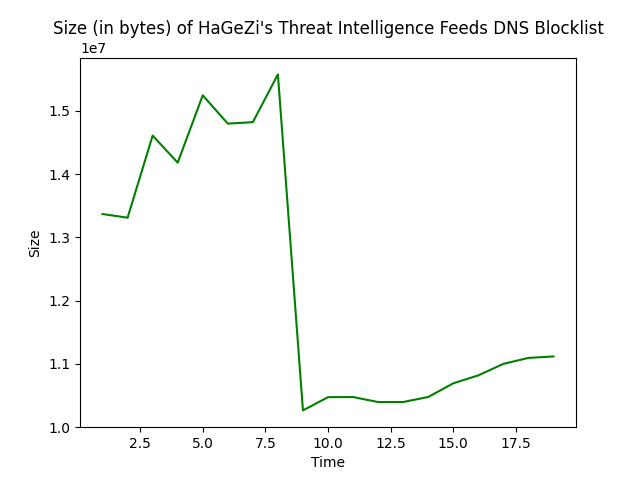 Size (in bytes) of HaGeZi's Threat Intelligence Feeds DNS Blocklist
1e7
1.5
1.4
1.3
1.2
1.1
1.0
Size
2.5 5.0 7.5 10.0 12.5 15.0 17.5
Time